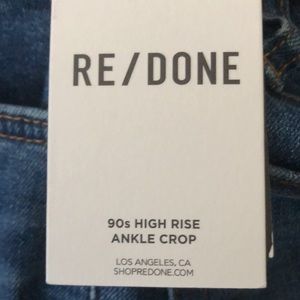 RE/DONE
90s HIGH RISE
ANKLE CROP
LOS ANGELES, CA
SHOPREDONE.COM